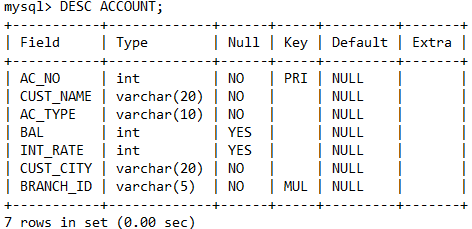 mysql> DESC ACCOUNT;
+-----------+-------------+------+-----+---------+-------+
| Field     | Type        | Null | Key | Default | Extra |
+-----------+-------------+------+-----+---------+-------+
| AC_NO     | int         | NO   | PRI | NULL    |       |
| CUST_NAME | varchar(20) | NO   |     | NULL    |       |
| AC_TYPE   | varchar(10) | NO   |     | NULL    |       |
| BAL       | int         | YES  |     | NULL    |       |
| INT_RATE  | int         | YES  |     | NULL    |       |
| CUST_CITY | varchar(20) | NO   |     | NULL    |       |
| BRANCH_ID | varchar(5)  | NO   | MUL | NULL    |       |
+-----------+-------------+------+-----+---------+-------+
7 rows in set (0.00 sec)